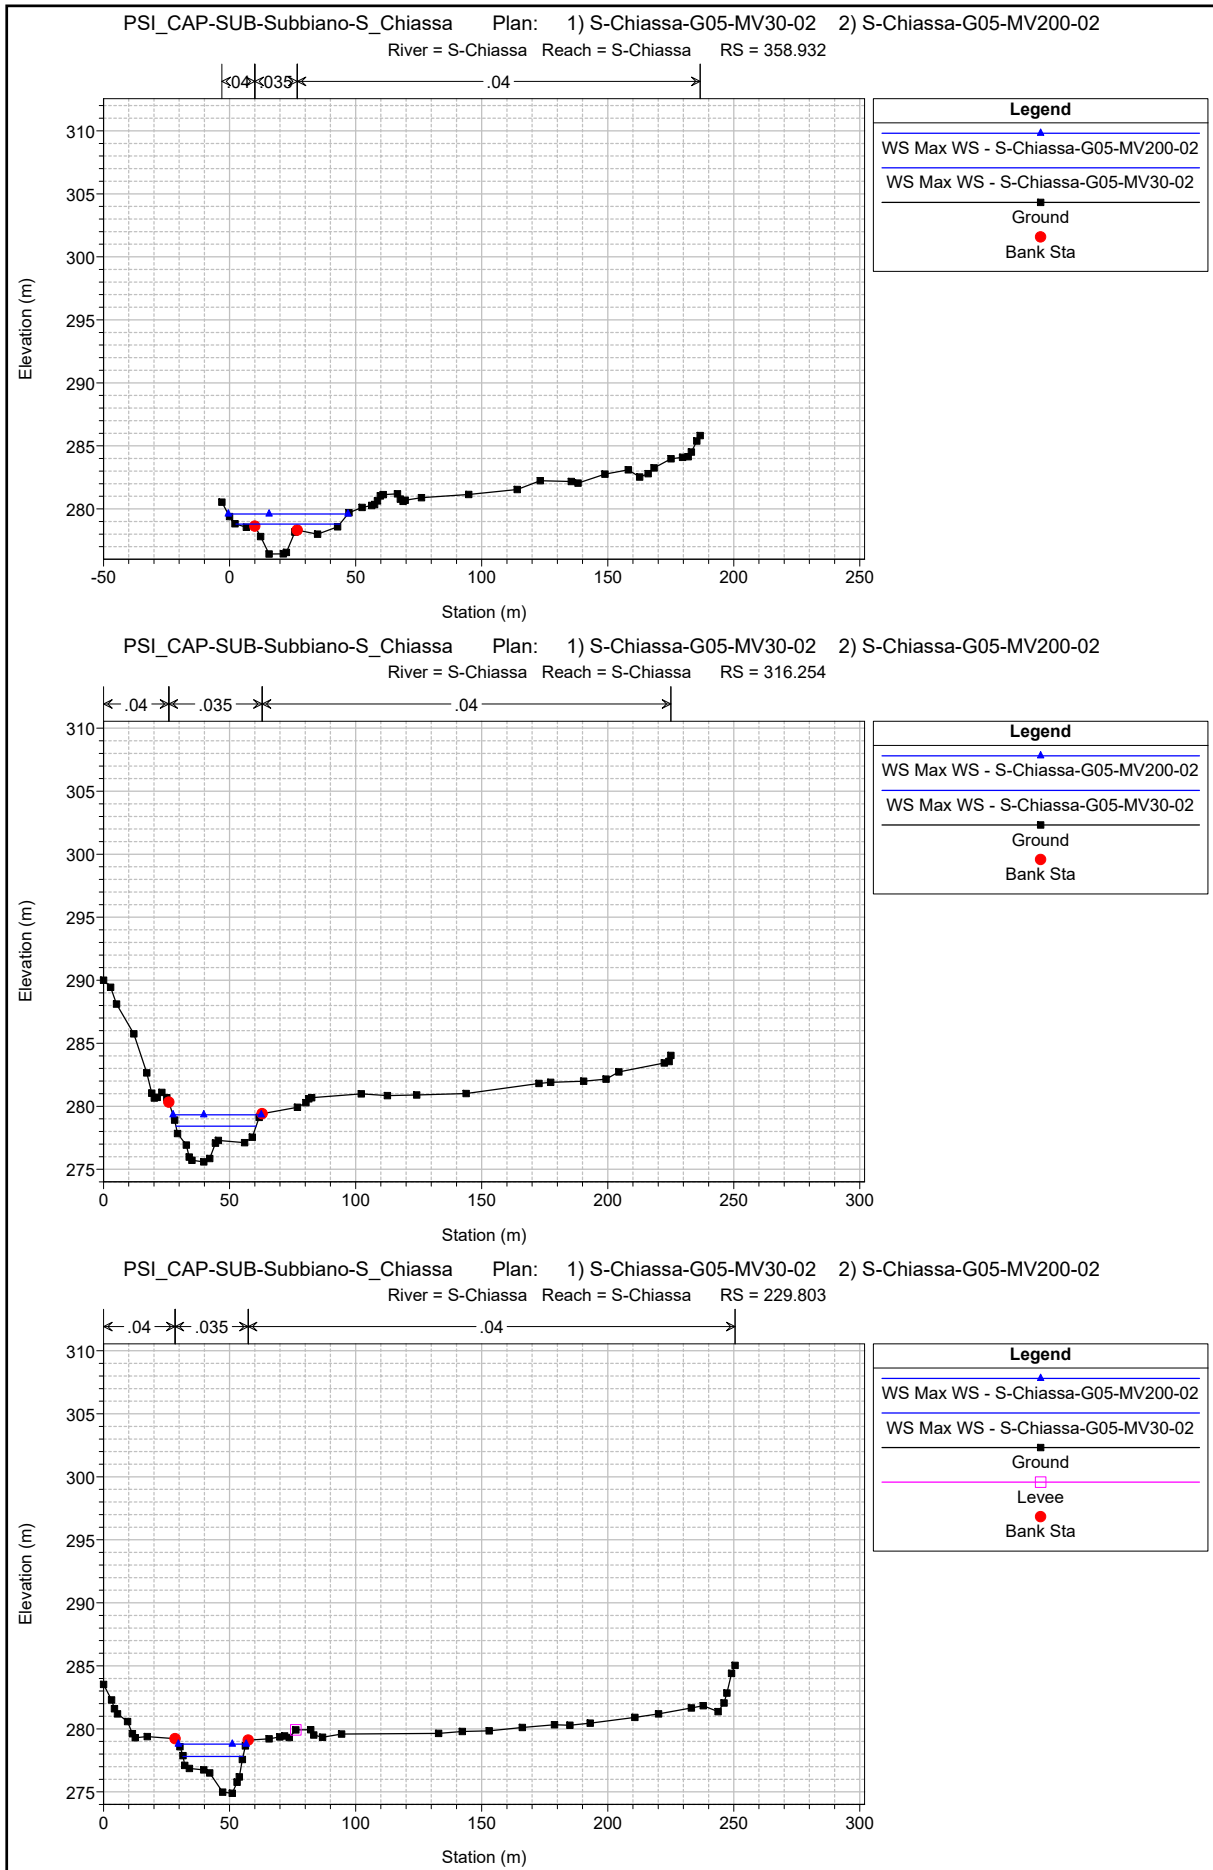 PSI_CAP-SUB-Subbiano-S_Chiassa Plan: 1) S-Chiassa-G05-MV30-02 2) S-Chiassa-G05-MV200-02
River = S-Chiassa Reach = S-Chiassa RS = 358.932
.04 .035 .04
Legend
WS Max WS - S-Chiassa-G05-MV200-02
WS Max WS - S-Chiassa-G05-MV30-02
Ground
Bank Sta
310
305
300
295
290
285
280
Elevation (m)
-50 0 50 100 150 200 250
Station (m)
PSI_CAP-SUB-Subbiano-S_Chiassa Plan: 1) S-Chiassa-G05-MV30-02 2) S-Chiassa-G05-MV200-02
River = S-Chiassa Reach = S-Chiassa RS = 316.254
.04 .035 .04
Legend
WS Max WS - S-Chiassa-G05-MV200-02
WS Max WS - S-Chiassa-G05-MV30-02
Ground
Bank Sta
310
305
300
295
290
285
280
275
Elevation (m)
0 50 100 150 200 250 300
Station (m)
PSI_CAP-SUB-Subbiano-S_Chiassa Plan: 1) S-Chiassa-G05-MV30-02 2) S-Chiassa-G05-MV200-02
River = S-Chiassa Reach = S-Chiassa RS = 229.803
.04 .035 .04
Legend
WS Max WS - S-Chiassa-G05-MV200-02
WS Max WS - S-Chiassa-G05-MV30-02
Ground
Levee
Bank Sta
310
305
300
295
290
285
280
275
Elevation (m)
0 50 100 150 200 250 300
Station (m)